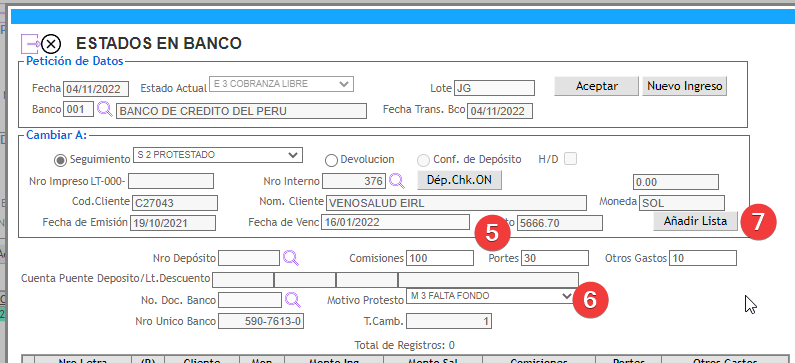 ESTADOS EN BANCO
Petición de Datos
Fecha 04/11/2022 Estado Actual E 3 COBRANZA LIBRE Lote JG Aceptar Nuevo Ingreso
Banco 001 BANCO DE CREDITO DEL PERU Fecha Trans. Bco 04/11/2022
Cambiar A:
Seguimiento S 2 PROTESTADO Devolucion Conf. de Depósito H/D
Nro Impreso LT-000- Nro Interno 376 Dép.Chk.ON 0.00
Cod.Cliente C27043 Nom. Cliente VENOSALUD EIRL Moneda SOL
Fecha de Emisión 19/10/2021 Fecha de Venc 16/01/2022 5 to 5666.70 Añadir Lista 7
Nro Depósito Comisiones 100 Portes 30 Otros Gastos 10
Cuenta Puente Deposito/Lt.Descuento
No. Doc. Banco Motivo Protesto M 3 FALTA FONDO 6
Nro Unico Banco 590-7613-0 T.Camb. 1
Total de Registros: 0
Nro Letra (R) Cliente Mon Monto Ing Monto Sal Comisiones Portes Otros Gastos